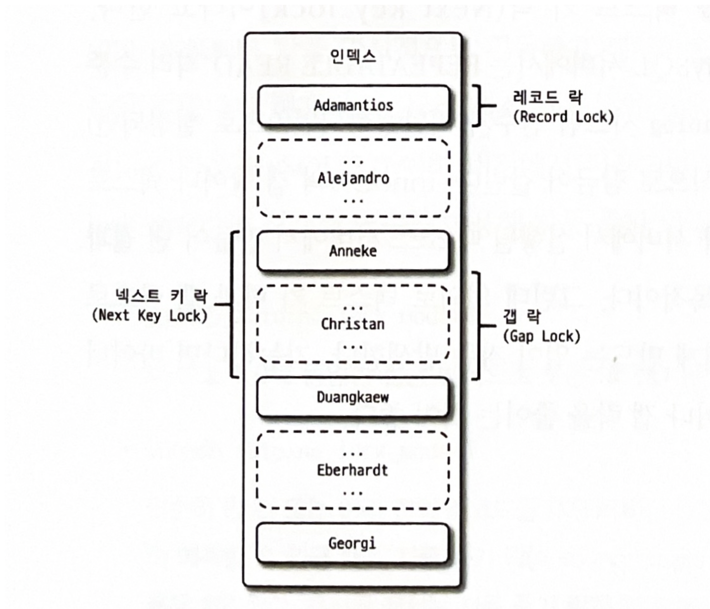 인덱스
Adamantios
레코드 락
(Record Lock)
...
Alejandro
...
Anneke
넥스트 키 락
(Next Key Lock)
...
Christan
...
갭 락
(Gap Lock)
Duangkaew
...
Eberhardt
...
Georgi